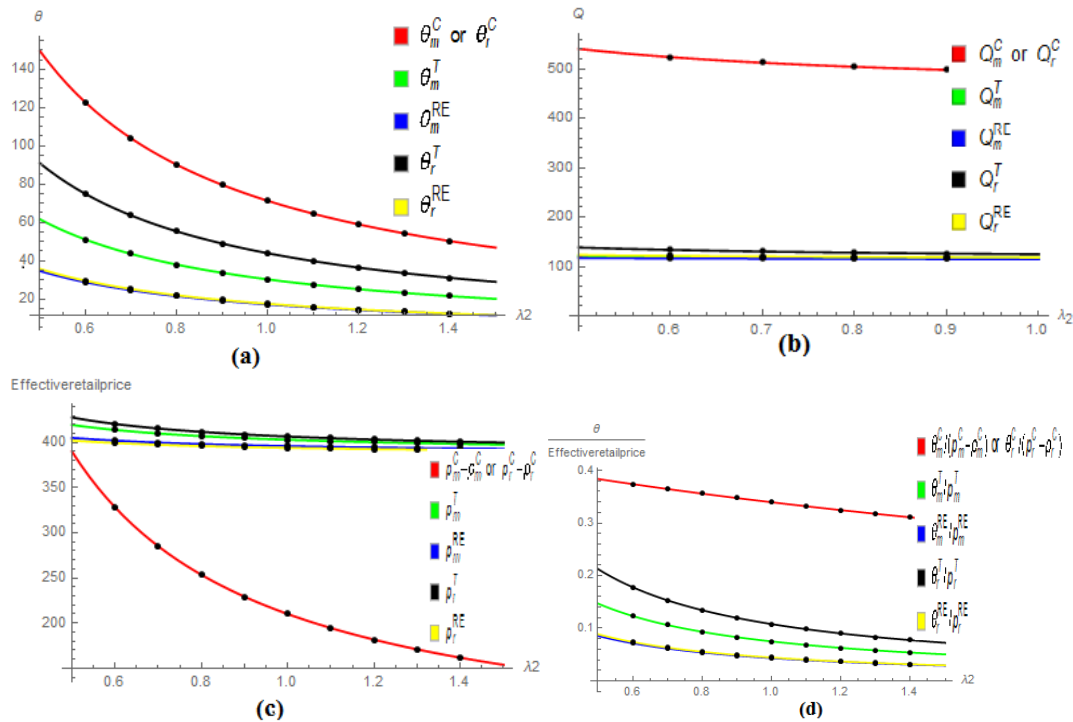 θ
θ_m^C or θ_r^C
θ_m^T
θ_m^RE
θ_r^T
θ_r^RE
140
120
100
80
60
40
20
0.6 0.8 1.0 1.2 1.4 λ2
(a)
Q
Q_m^C or Q_r^C
Q_m^T
Q_m^RE
Q_r^T
Q_r^RE
500
400
300
200
100
0
0.6 0.7 0.8 0.9 1.0 λ2
(b)
Effectiveretailprice
400
350
300
250
200
p_m^C-ρ_m^C or p_r^C-ρ_r^C
p_m^T
p_m^RE
p_r^T
p_r^RE
0.6 0.8 1.0 1.2 1.4 λ2
(c)
θ
Effectiveretailprice
θ_m^C/(p_m^C-ρ_m^C) or θ_r^C/(p_r^C-ρ_r^C)
θ_m^T/p_m^T
θ_m^RE/p_m^RE
θ_r^T/p_r^T
θ_r^RE/p_r^RE
0.4
0.3
0.2
0.1
0.6 0.8 1.0 1.2 1.4 λ2
(d)